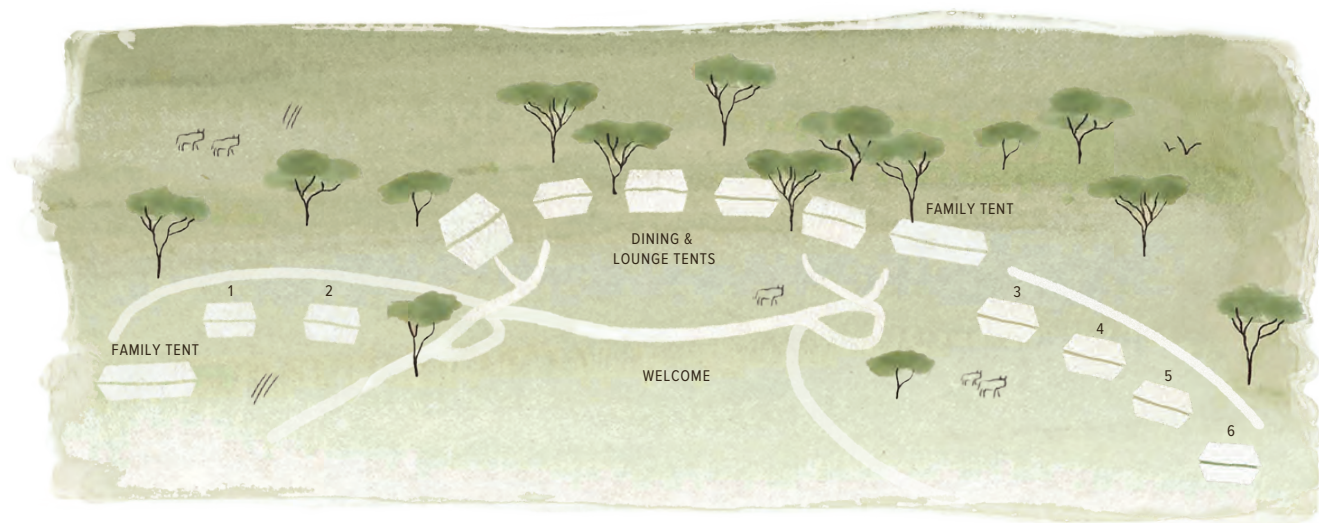 FAMILY TENT
DINING &
LOUNGE TENTS
1
2
3
4
FAMILY TENT
WELCOME
5
6